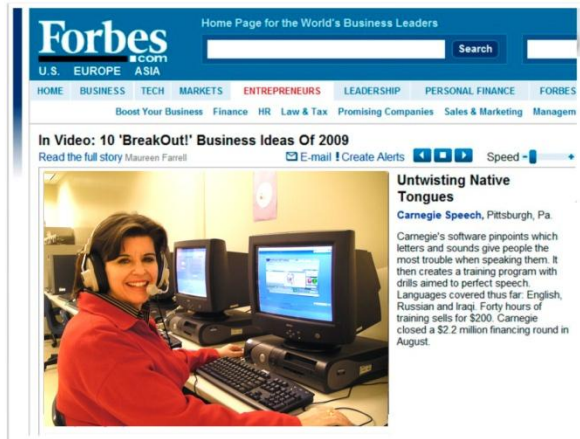 Home Page for the World's Business Leaders
Forbes
.com
Search
U.S. EUROPE ASIA
HOME BUSINESS TECH MARKETS ENTREPRENEURS LEADERSHIP PERSONAL FINANCE FORBES
Boost Your Business Finance HR Law & Tax Promising Companies Sales & Marketing Managem
In Video: 10 'BreakOut!' Business Ideas Of 2009
Read the full story Maureen Farrell E-mail ! Create Alerts Speed -
Untwisting Native
Tongues
Carnegie Speech, Pittsburgh, Pa.
Carnegie's software pinpoints which
letters and sounds give people the
most trouble when speaking them. It
then creates a training program with
drills aimed to perfect speech.
Languages covered thus far: English,
Russian and Iraqi. Forty hours of
training sells for $200. Carnegie
closed a $2.2 million financing round in
August.